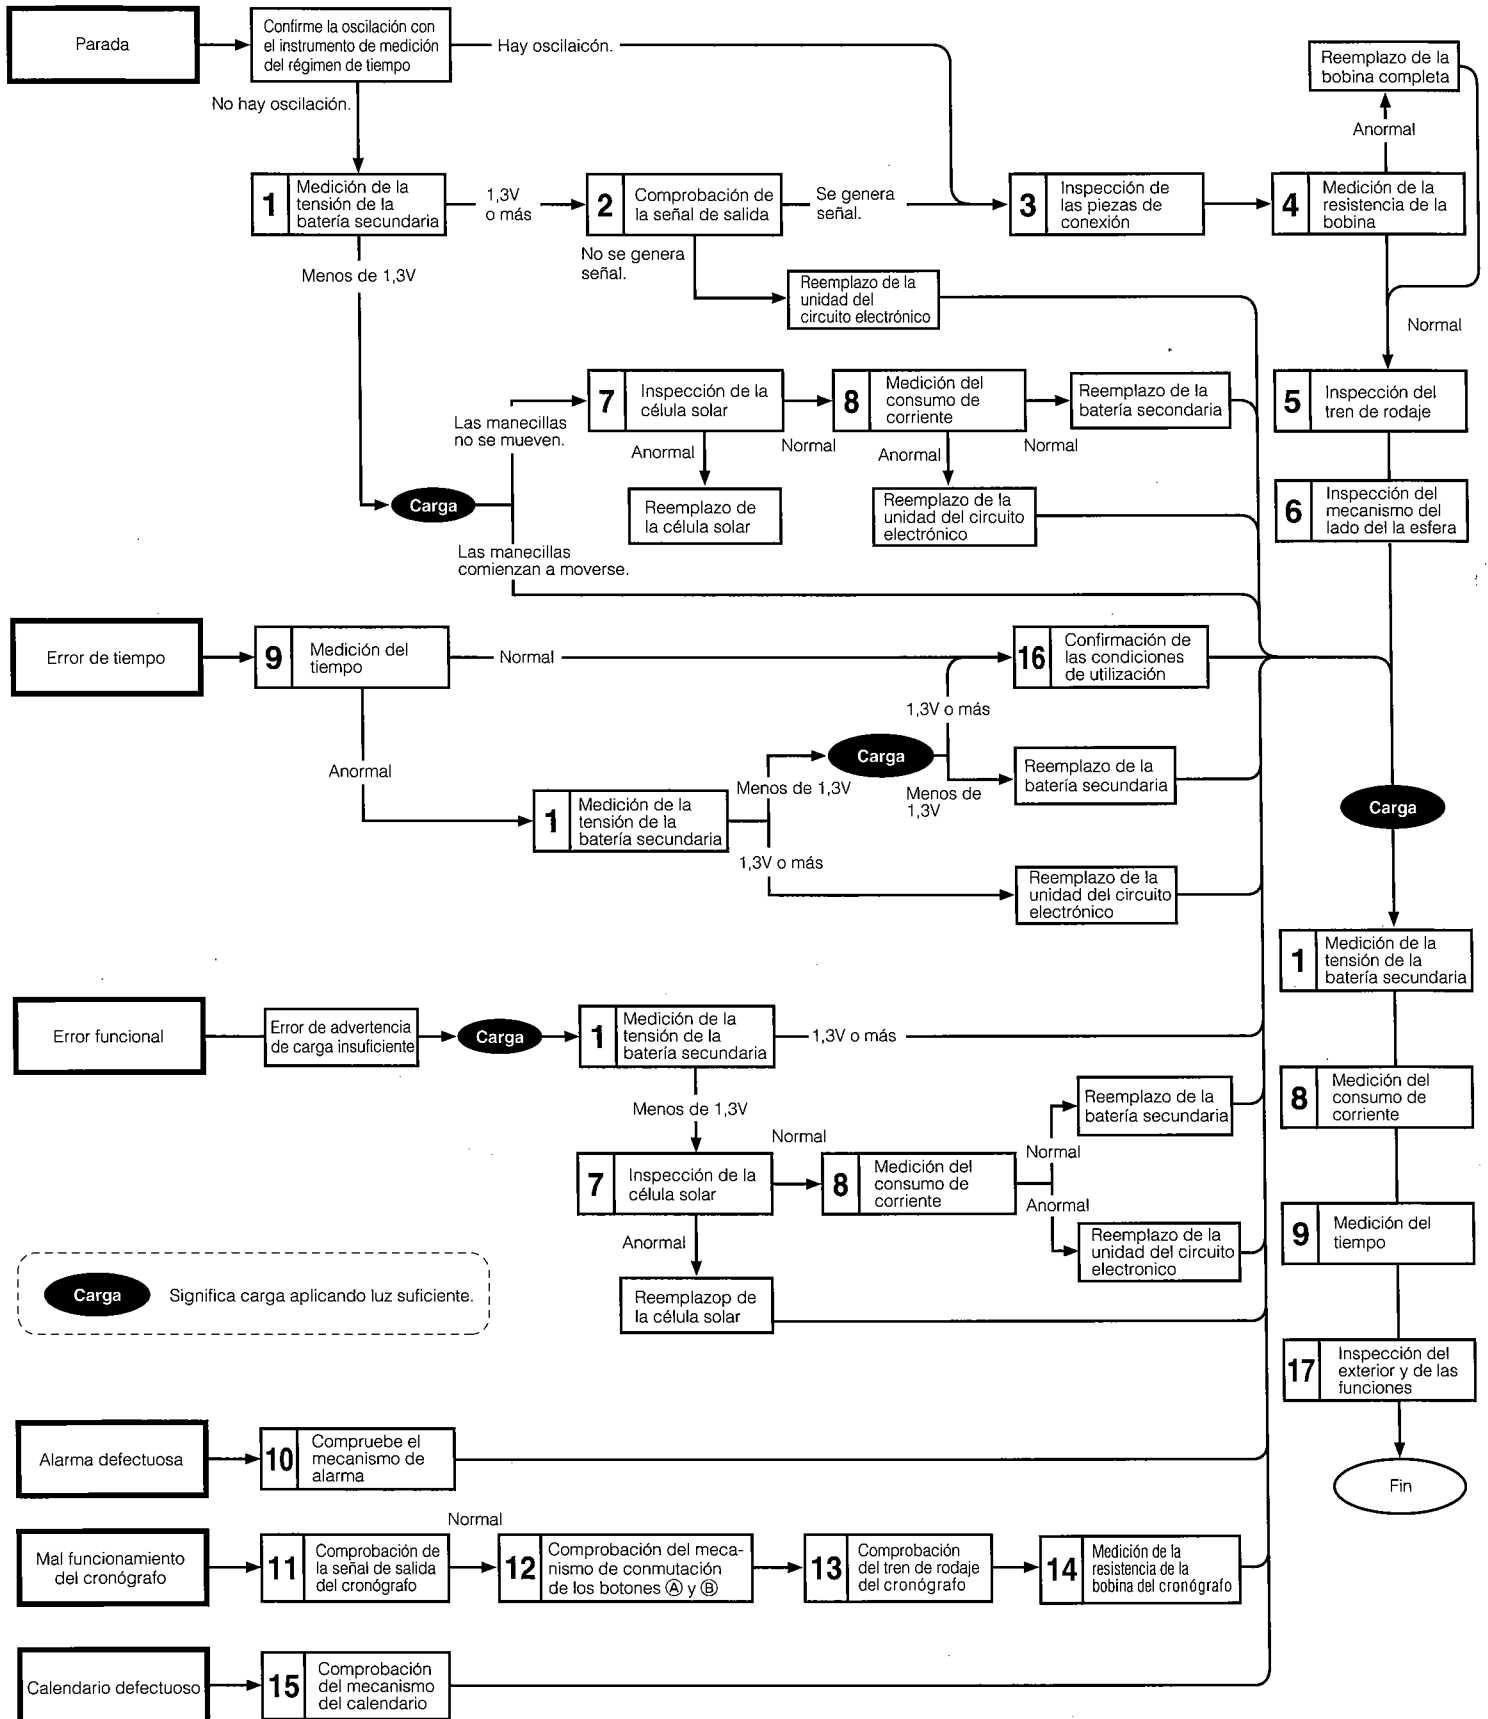 Parada
Confirme la oscilación con
el instrumento de medición
del régimen de tiempo
Hay oscilaicón.
No hay oscilación.
Reemplazo de la
bobina completa
Anormal
1
Medición de la
tensión de la
batería secundaria
1,3V
o más
2
Comprobación de
la señal de salida
Se genera
señal.
3
Inspección de
las piezas de
conexión
4
Medición de la
resistencia de la
bobina
Menos de 1,3V
No se genera
señal.
Reemplazo de la
unidad del
circuito electrónico
Normal
Las manecillas
no se mueven.
7
Inspección de la
célula solar
Normal
8
Medición del
consumo de
corriente
Normal
Reemplazo de la
batería secondaria
5
Inspección del
tren de rodaje
Anormal
Anormal
Carga
Reemplazo de
la célula solar
Reemplazo de la
unidad del circuito
electrónico
6
Inspección del
mecanismo del
lado del la esfera
Las manecillas
comienzan a moverse.
Error de tiempo
9
Medición del
tiempo
Normal
16
Confirmación de
las condiciones
de utilización
1,3V o más
Anormal
Menos de 1,3V
Carga
Menos de
1,3V
Reemplazo de la
batería secundaria
Carga
1
Medición de la
tensión de la
batería secundaria
1,3V o más
Reemplazo de la
unidad del circuito
electrónico
1
Medición de la
tensión de la
batería secundaria
Error funcional
Error de advertencia
de carga insuficiente
Carga
1
Medición de la
tensión de la
batería secundaria
1,3V o más
Menos de 1,3V
8
Medición del
consumo de
corriente
Reemplazo de la
batería secundaria
Normal
Normal
7
Inspección de la
célula solar
8
Medición del
consumo de
corriente
Anormal
Anormal
Reemplazo de la
unidad del circuito
electronico
9
Medición del
tiempo
Carga
Significa carga aplicando luz suficiente.
Reemplazop de
la célula solar
17
Inspección del
exterior y de las
funciones
Alarma defectuosa
10
Compruebe el
mecanismo de
alarma
Fin
Mal funcionamiento
del cronógrafo
11
Comprobación de
la señal de salida
del cronógrafo
Normal
12
Comprobación del meca-
nismo de conmutación
de los botones Ⓐ y Ⓑ
13
Comprobación
del tren de rodaje
del cronógrafo
14
Medición de la
resistencia de la
bobina del cronógrafo
Calendario defectuoso
15
Comprobación
del mecanismo
del calendario